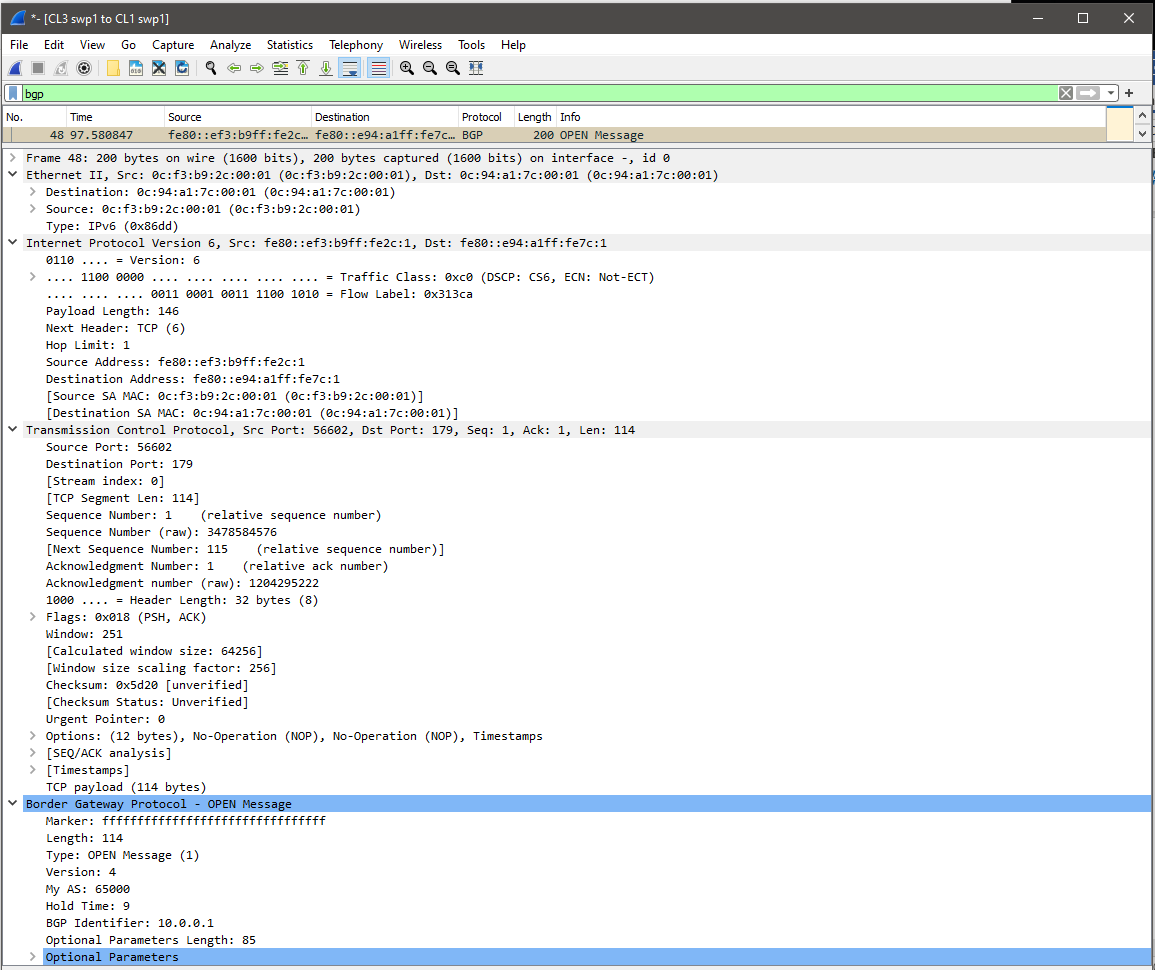 *- [CL3 swp1 to CL1 swp1]
File Edit View Go Capture Analyze Statistics Telephony Wireless Tools Help
bgp
No. Time Source Destination Protocol Length Info
48 97.580847 fe80::ef3:b9ff:fe2c… fe80::e94:a1ff:fe7c… BGP 200 OPEN Message
Frame 48: 200 bytes on wire (1600 bits), 200 bytes captured (1600 bits) on interface -, id 0
Ethernet II, Src: 0c:f3:b9:2c:00:01 (0c:f3:b9:2c:00:01), Dst: 0c:94:a1:7c:00:01 (0c:94:a1:7c:00:01)
Destination: 0c:94:a1:7c:00:01 (0c:94:a1:7c:00:01)
Source: 0c:f3:b9:2c:00:01 (0c:f3:b9:2c:00:01)
Type: IPv6 (0x86dd)
Internet Protocol Version 6, Src: fe80::ef3:b9ff:fe2c:1, Dst: fe80::e94:a1ff:fe7c:1
0110 .... = Version: 6
.... 1100 0000 .... .... .... .... .... = Traffic Class: 0xc0 (DSCP: CS6, ECN: Not-ECT)
.... .... .... 0011 0001 0011 1100 1010 = Flow Label: 0x313ca
Payload Length: 146
Next Header: TCP (6)
Hop Limit: 1
Source Address: fe80::ef3:b9ff:fe2c:1
Destination Address: fe80::e94:a1ff:fe7c:1
[Source SA MAC: 0c:f3:b9:2c:00:01 (0c:f3:b9:2c:00:01)]
[Destination SA MAC: 0c:94:a1:7c:00:01 (0c:94:a1:7c:00:01)]
Transmission Control Protocol, Src Port: 56602, Dst Port: 179, Seq: 1, Ack: 1, Len: 114
Source Port: 56602
Destination Port: 179
[Stream index: 0]
[TCP Segment Len: 114]
Sequence Number: 1    (relative sequence number)
Sequence Number (raw): 3478584576
[Next Sequence Number: 115    (relative sequence number)]
Acknowledgment Number: 1    (relative ack number)
Acknowledgment number (raw): 1204295222
1000 .... = Header Length: 32 bytes (8)
Flags: 0x018 (PSH, ACK)
Window: 251
[Calculated window size: 64256]
[Window size scaling factor: 256]
Checksum: 0x5d20 [unverified]
[Checksum Status: Unverified]
Urgent Pointer: 0
Options: (12 bytes), No-Operation (NOP), No-Operation (NOP), Timestamps
[SEQ/ACK analysis]
[Timestamps]
TCP payload (114 bytes)
Border Gateway Protocol - OPEN Message
Marker: ffffffffffffffffffffffffffffffff
Length: 114
Type: OPEN Message (1)
Version: 4
My AS: 65000
Hold Time: 9
BGP Identifier: 10.0.0.1
Optional Parameters Length: 85
Optional Parameters